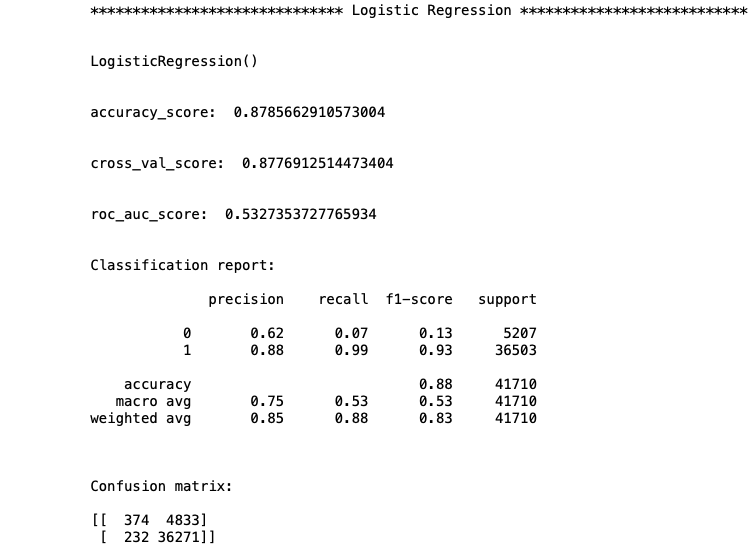 ****************************** Logistic Regression ***************************
LogisticRegression()
accuracy_score:  0.8785662910573004
cross_val_score:  0.8776912514473404
roc_auc_score:  0.5327353727765934
Classification report:
              precision    recall  f1-score   support
           0       0.62      0.07      0.13      5207
           1       0.88      0.99      0.93     36503
    accuracy                           0.88     41710
   macro avg       0.75      0.53      0.53     41710
weighted avg       0.85      0.88      0.83     41710
Confusion matrix:
[[  374  4833]
 [  232 36271]]